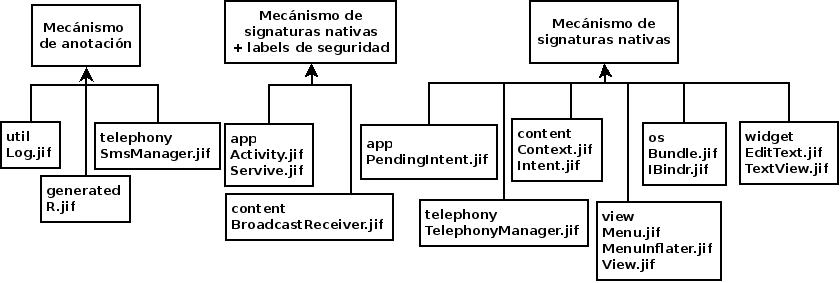 Mecánismo
de anotación
Mecánismo de
signaturas nativas
+ labels de seguridad
Mecánismo de
signaturas nativas
util
Log.jif
telephony
SmsManager.jif
generated
R.jif
app
Activity.jif
Servive.jif
content
BroadcastReceiver.jif
app
PendingIntent.jif
telephony
TelephonyManager.jif
content
Context.jif
Intent.jif
view
Menu.jif
MenuInflater.jif
View.jif
os
Bundle.jif
IBindr.jif
widget
EditText.jif
TextView.jif